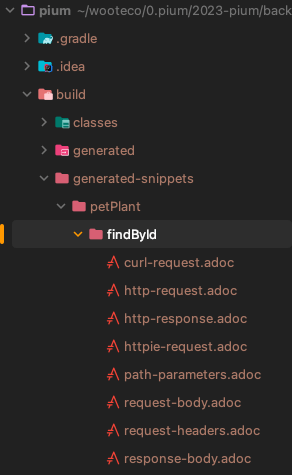 pium ~/wooteco/0.pium/2023-pium/back
.gradle
.idea
build
classes
generated
generated-snippets
petPlant
findById
curl-request.adoc
http-request.adoc
http-response.adoc
httpie-request.adoc
path-parameters.adoc
request-body.adoc
request-headers.adoc
response-body.adoc